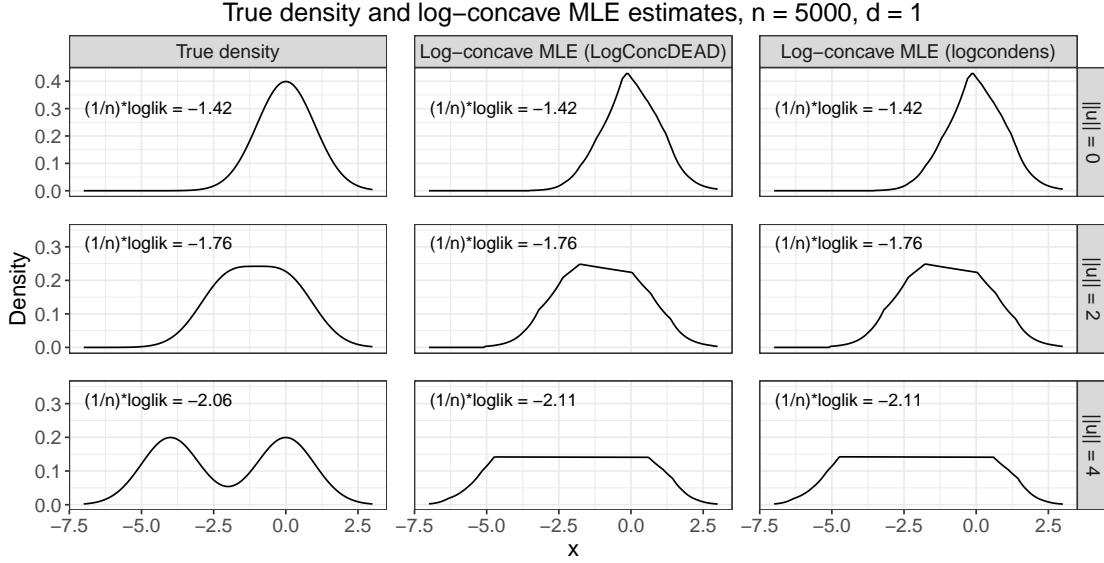 True density and log−concave MLE estimates, n = 5000, d = 1
True density
Log−concave MLE (LogConcDEAD)
Log−concave MLE (logcondens)
(1/n)*loglik = −1.42
(1/n)*loglik = −1.42
(1/n)*loglik = −1.42
||u|| = 0
0.4
0.3
0.2
0.1
0.0
(1/n)*loglik = −1.76
(1/n)*loglik = −1.76
(1/n)*loglik = −1.76
||u|| = 2
0.3
0.2
0.1
0.0
Density
(1/n)*loglik = −2.06
(1/n)*loglik = −2.11
(1/n)*loglik = −2.11
||u|| = 4
0.3
0.2
0.1
0.0
−7.5 −5.0 −2.5 0.0 2.5
−7.5 −5.0 −2.5 0.0 2.5
−7.5 −5.0 −2.5 0.0 2.5
x